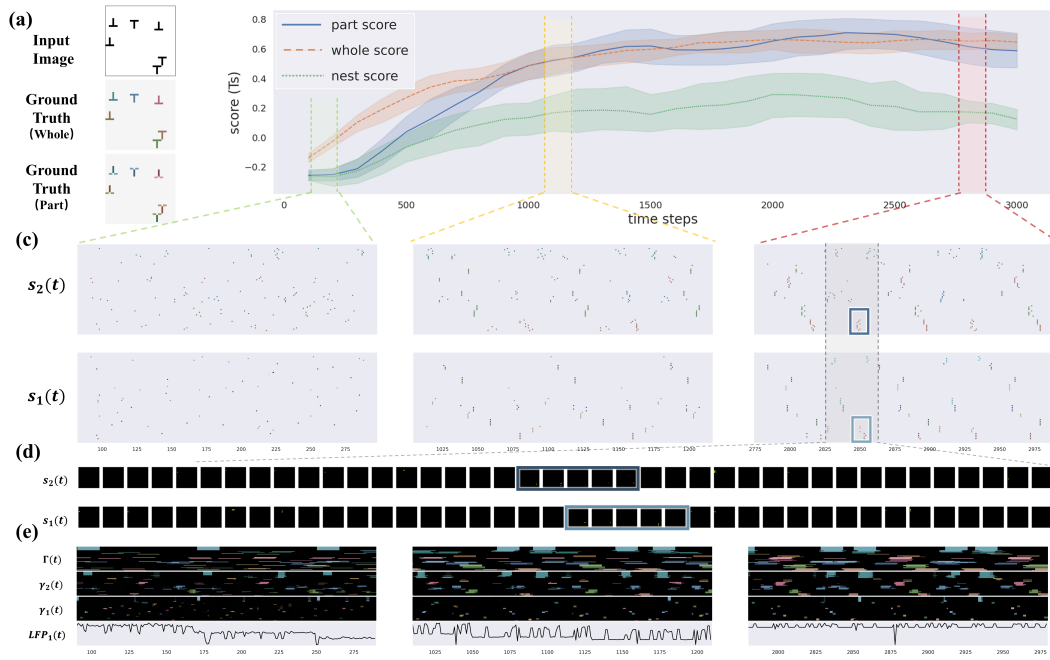 (a)
Input
Image
Ground
Truth
(Whole)
Ground
Truth
(Part)
score (Ts)
0.8
0.6
0.4
0.2
0.0
−0.2
part score
whole score
nest score
0 500 1000 1500 2000 2500 3000
time steps
(c)
s₂(t)
s₁(t)
100 125 150 175 200 225 250 275
1025 1050 1075 1100 1125 1150 1175 1200
2800 2825 2850 2875 2900 2925 2950 2975
(d)
s₂(t)
s₁(t)
(e)
Γ(t)
γ₂(t)
γ₁(t)
LFP₁(t)
100 125 150 175 200 225 250 275
1025 1050 1075 1100 1125 1150 1175 1200
2800 2825 2850 2875 2900 2925 2950 2975